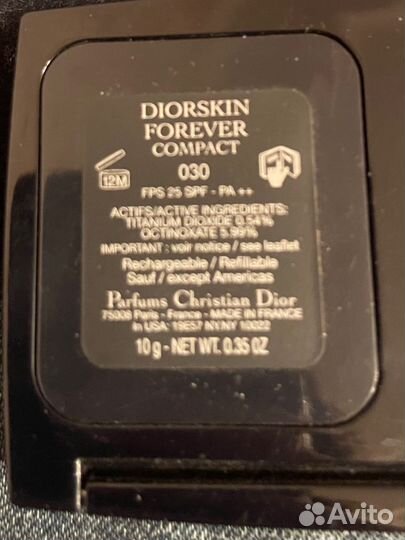 DIORSKIN
FOREVER
COMPACT
030
12M
FPS 25 SPF - PA ++
ACTIFS/ACTIVE INGREDIENTS:
TITANIUM DIOXIDE 0.54%
OCTINOXATE 5.99%
IMPORTANT : voir notice / see leaflet
Rechargeable / Refillable
Sauf / except Americas
Parfums Christian Dior
75008 Paris - France - MADE IN FRANCE
In USA: 19E57 NY.NY 10022
10 g - NET WT. 0.35 OZ
Avito